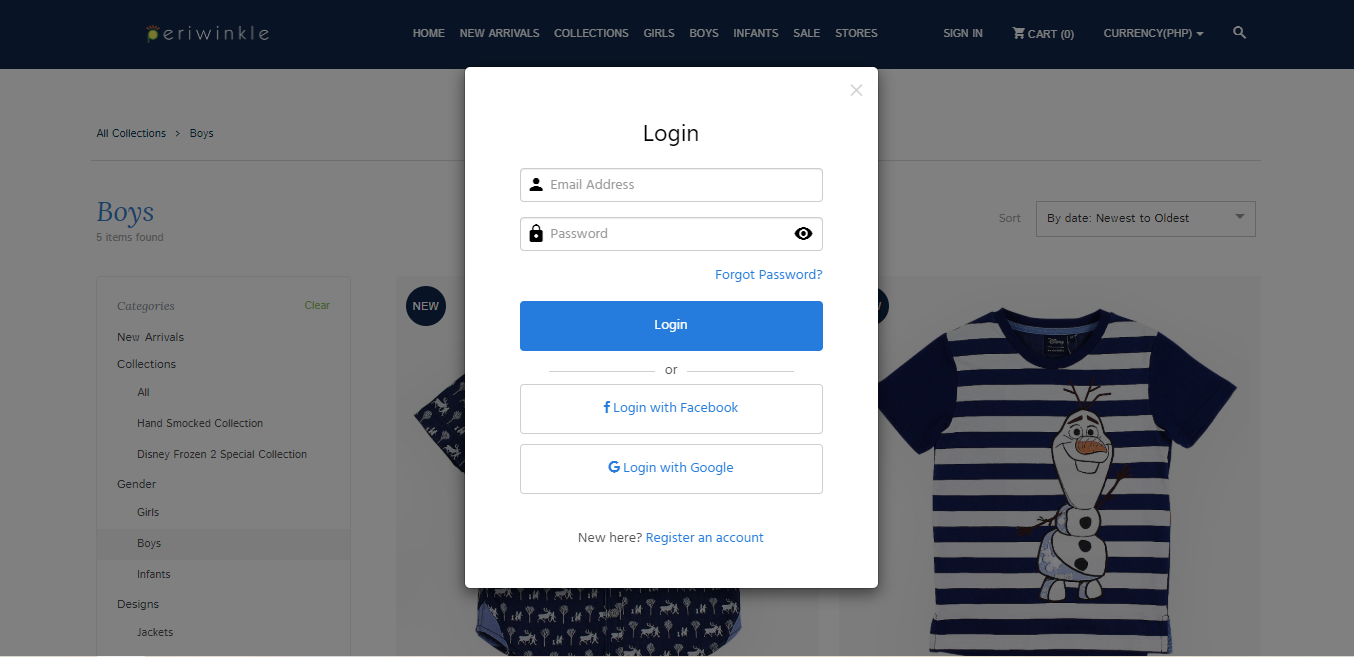 periwinkle
HOME NEW ARRIVALS COLLECTIONS GIRLS BOYS INFANTS SALE STORES SIGN IN CART (0) CURRENCY(PHP)
All Collections > Boys
Boys
5 items found
Sort By date: Newest to Oldest
Categories Clear
New Arrivals
Collections
All
Hand Smocked Collection
Disney Frozen 2 Special Collection
Gender
Girls
Boys
Infants
Designs
Jackets
NEW
Disney
×
Login
Email Address
Password
Forgot Password?
Login
or
Login with Facebook
Login with Google
New here? Register an account